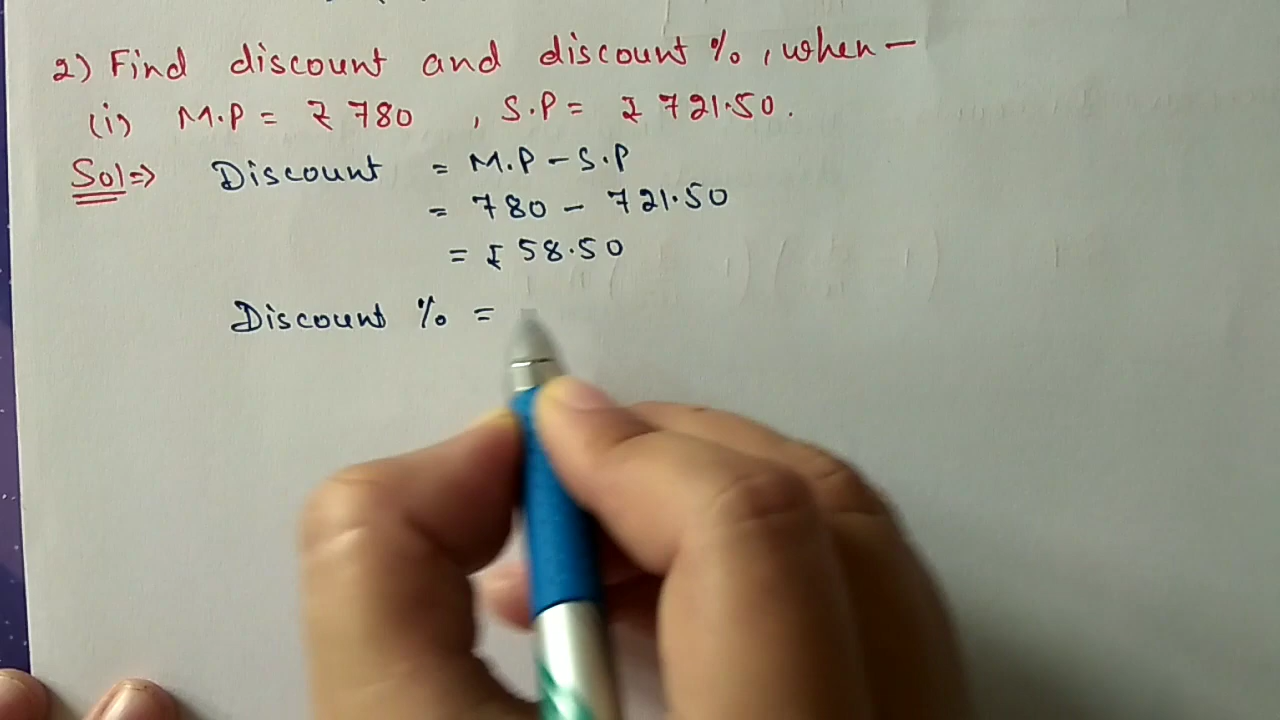 2) Find discount and discount %, when -
(i) M.P = ₹ 780 , S.P = ₹ 721.50.
Sol⇒ Discount = M.P - S.P
= 780 - 721.50
= ₹ 58.50
Discount % =